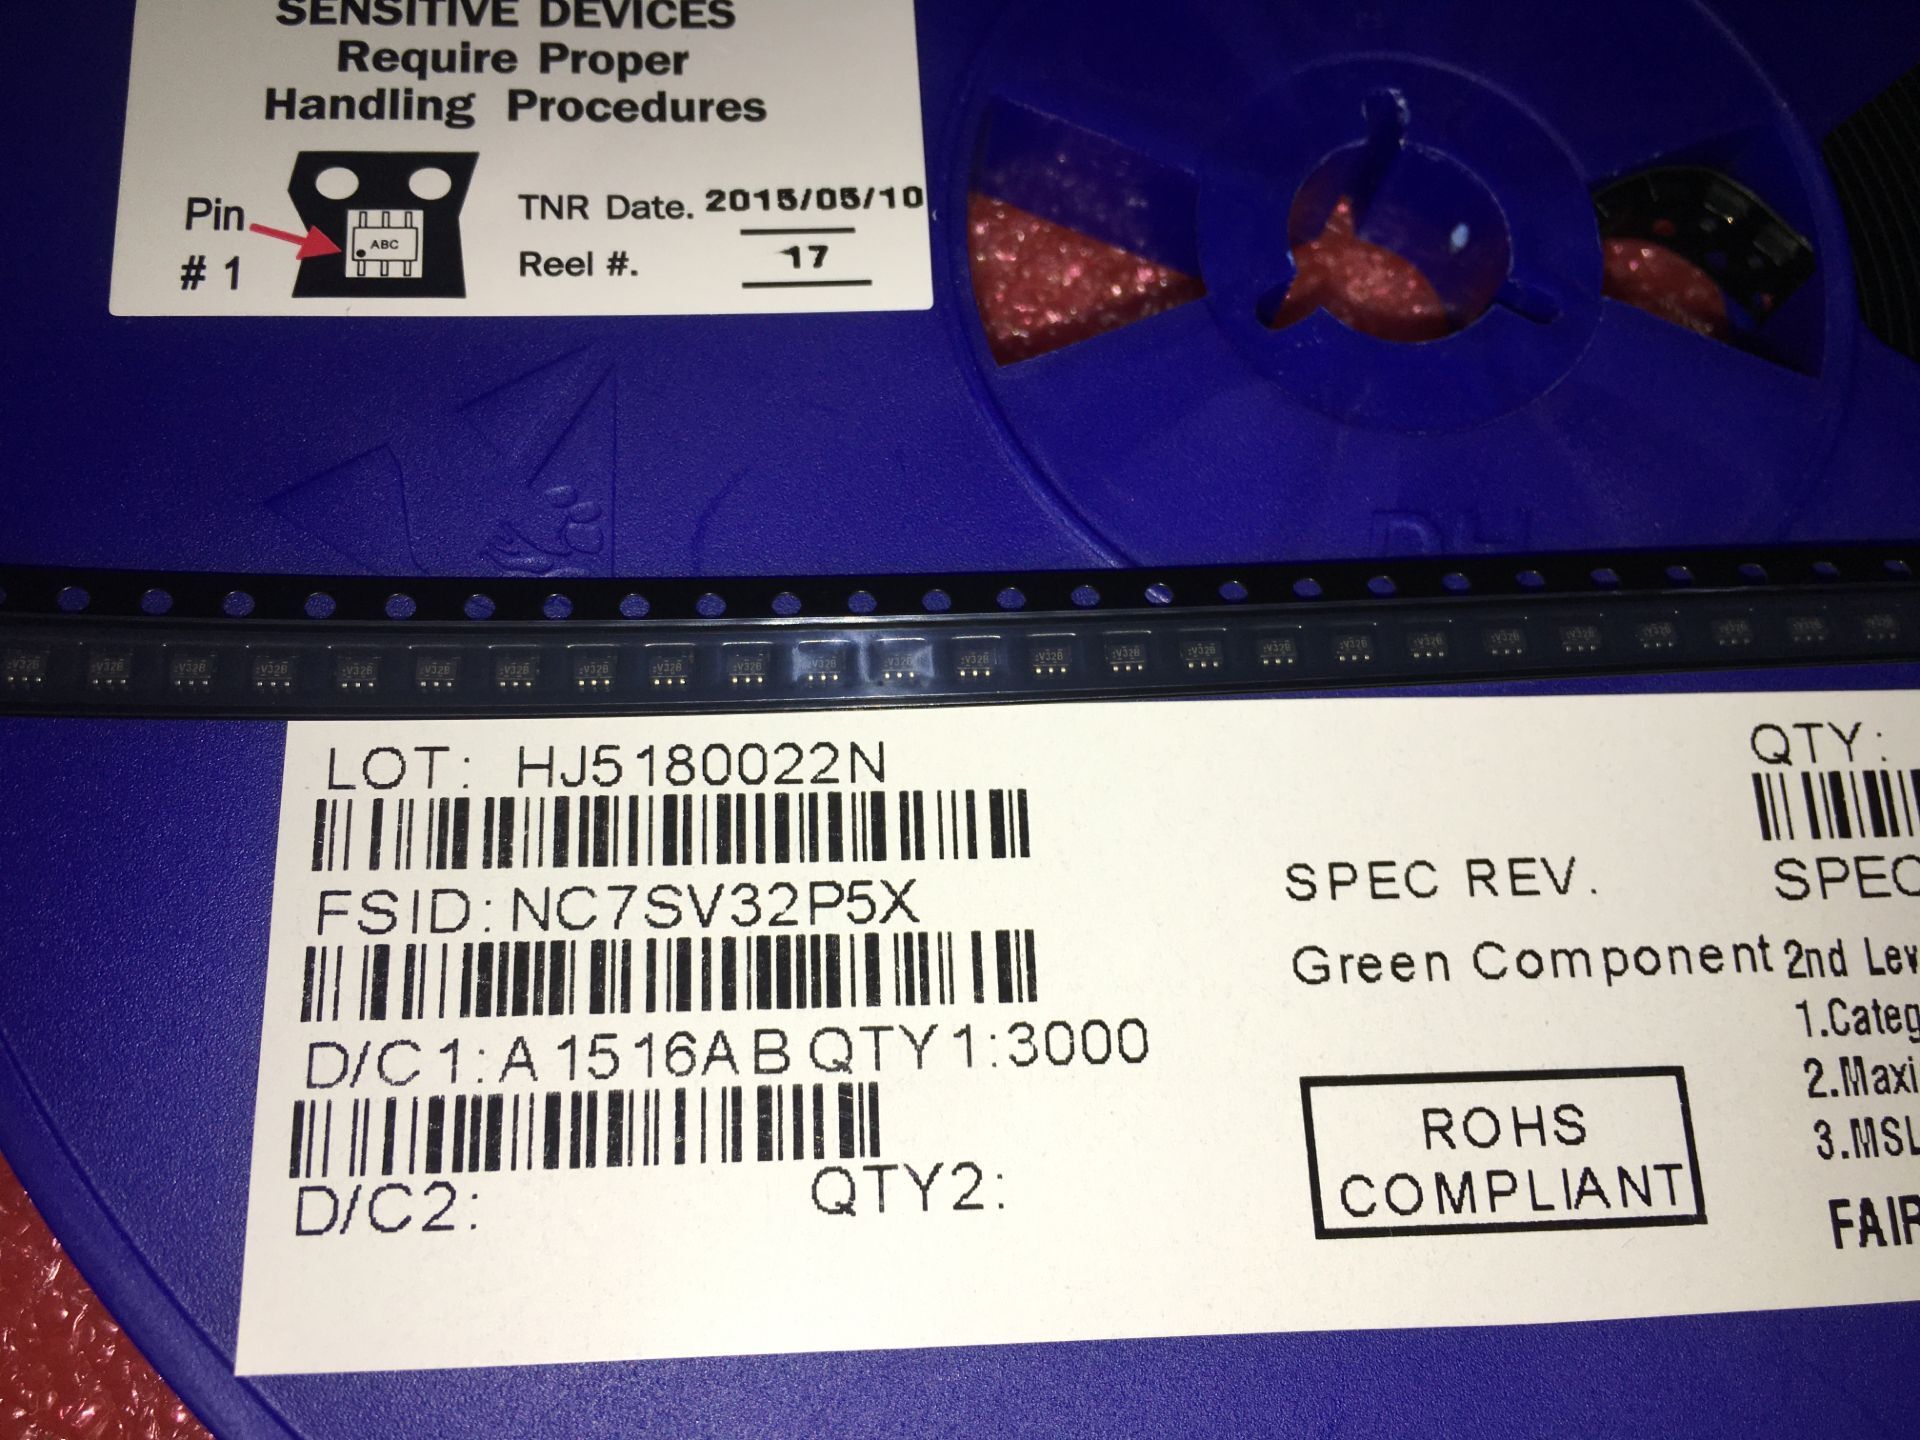 SENSITIVE DEVICES
Require Proper
Handling Procedures
Pin
# 1
ABC
TNR Date. 2015/05/10
Reel #. 17
LOT: HJ5180022N
FSID: NC7SV32P5X
D/C1: A1516AB QTY1:3000
D/C2: QTY2:
SPEC REV.
Green Component
ROHS
COMPLIANT
QTY:
SPEC
2nd Lev
1.Categ
2.Maxi
3.MSL
FAIR